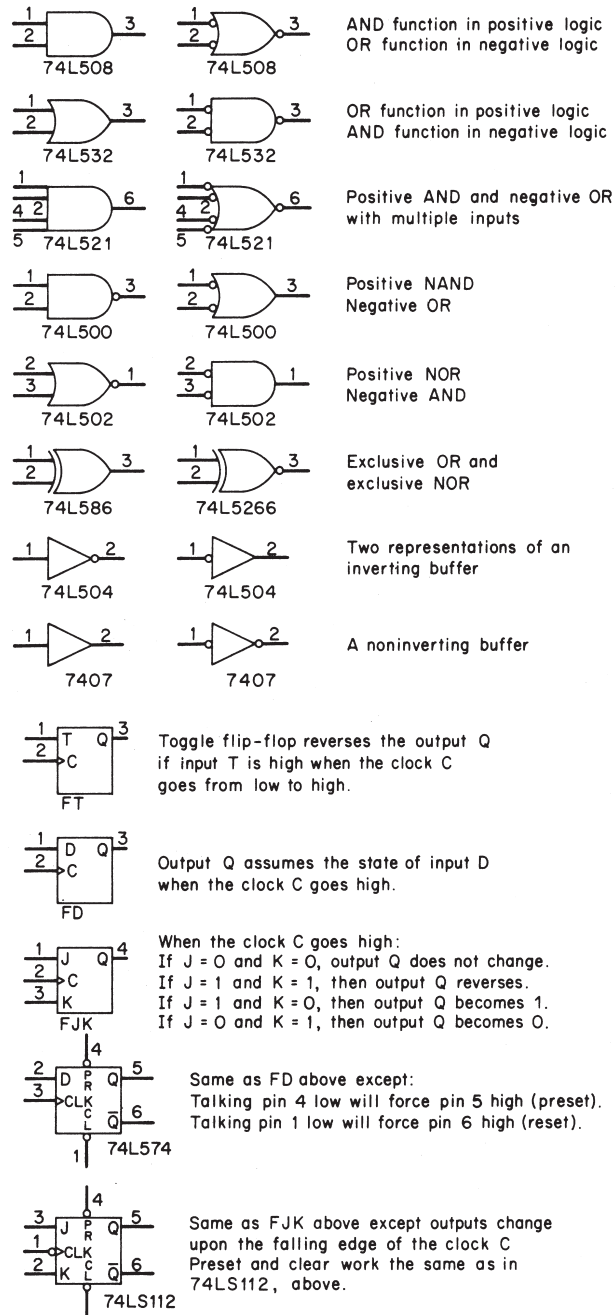 1 2 3 1 2 3 AND function in positive logic
OR function in negative logic
74L508 74L508
1 2 3 1 2 3 OR function in positive logic
AND function in negative logic
74L532 74L532
1 2 4 5 6 1 2 4 5 6 Positive AND and negative OR
with multiple inputs
74L521 74L521
1 2 3 1 2 3 Positive NAND
Negative OR
74L500 74L500
2 3 1 2 3 1 Positive NOR
Negative AND
74L502 74L502
1 2 3 1 2 3 Exclusive OR and
exclusive NOR
74L586 74L5266
1 2 1 2 Two representations of an
inverting buffer
74L504 74L504
1 2 1 2 A noninverting buffer
7407 7407
1 T Q 3
2 C
FT
Toggle flip-flop reverses the output Q
if input T is high when the clock C
goes from low to high.
1 D Q 3
2 C
FD
Output Q assumes the state of input D
when the clock C goes high.
1 J Q 4
2 C
3 K
FJK
When the clock C goes high:
If J = 0 and K = 0, output Q does not change.
If J = 1 and K = 1, then output Q reverses.
If J = 1 and K = 0, then output Q becomes 1.
If J = 0 and K = 1, then output Q becomes 0.
4
2 D PR Q 5
3 CLK
CL Q̅ 6
1
74L574
Same as FD above except:
Talking pin 4 low will force pin 5 high (preset).
Talking pin 1 low will force pin 6 high (reset).
4
3 J PR Q 5
1 CLK
2 K CL Q̅ 6
74LS112
Same as FJK above except outputs change
upon the falling edge of the clock C
Preset and clear work the same as in
74LS112, above.